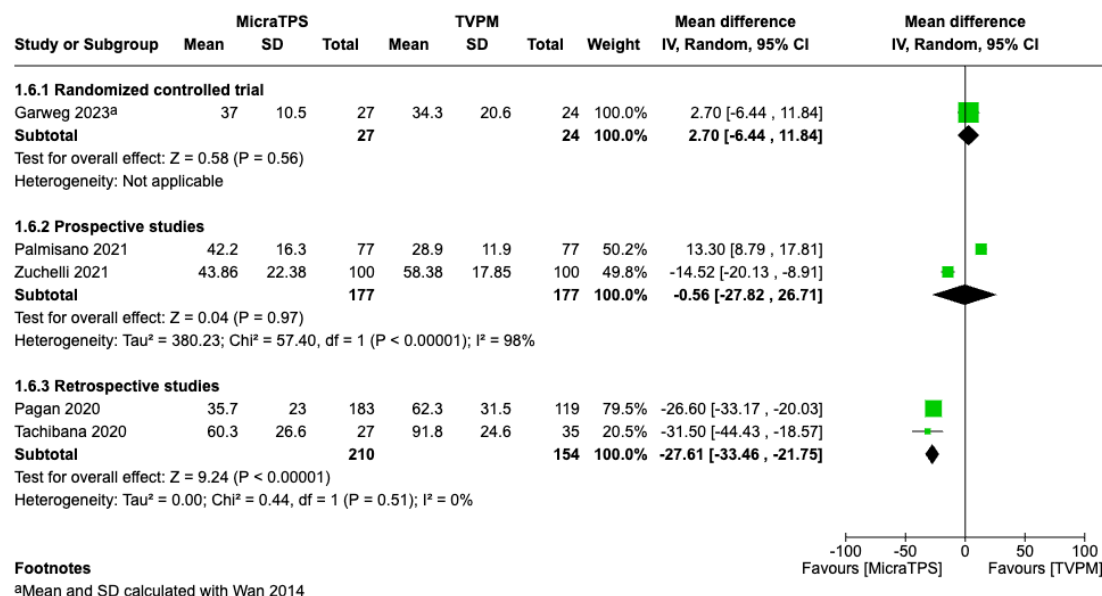 MicraTPS TVPM Mean difference Mean difference
Study or Subgroup Mean SD Total Mean SD Total Weight IV, Random, 95% CI IV, Random, 95% CI
1.6.1 Randomized controlled trial
Garweg 2023ᵃ 37 10.5 27 34.3 20.6 24 100.0% 2.70 [-6.44 , 11.84]
Subtotal 27 24 100.0% 2.70 [-6.44 , 11.84]
Test for overall effect: Z = 0.58 (P = 0.56)
Heterogeneity: Not applicable
1.6.2 Prospective studies
Palmisano 2021 42.2 16.3 77 28.9 11.9 77 50.2% 13.30 [8.79 , 17.81]
Zuchelli 2021 43.86 22.38 100 58.38 17.85 100 49.8% -14.52 [-20.13 , -8.91]
Subtotal 177 177 100.0% -0.56 [-27.82 , 26.71]
Test for overall effect: Z = 0.04 (P = 0.97)
Heterogeneity: Tau² = 380.23; Chi² = 57.40, df = 1 (P < 0.00001); I² = 98%
1.6.3 Retrospective studies
Pagan 2020 35.7 23 183 62.3 31.5 119 79.5% -26.60 [-33.17 , -20.03]
Tachibana 2020 60.3 26.6 27 91.8 24.6 35 20.5% -31.50 [-44.43 , -18.57]
Subtotal 210 154 100.0% -27.61 [-33.46 , -21.75]
Test for overall effect: Z = 9.24 (P < 0.00001)
Heterogeneity: Tau² = 0.00; Chi² = 0.44, df = 1 (P = 0.51); I² = 0%
-100 -50 0 50 100
Favours [MicraTPS] Favours [TVPM]
Footnotes
ᵃMean and SD calculated with Wan 2014